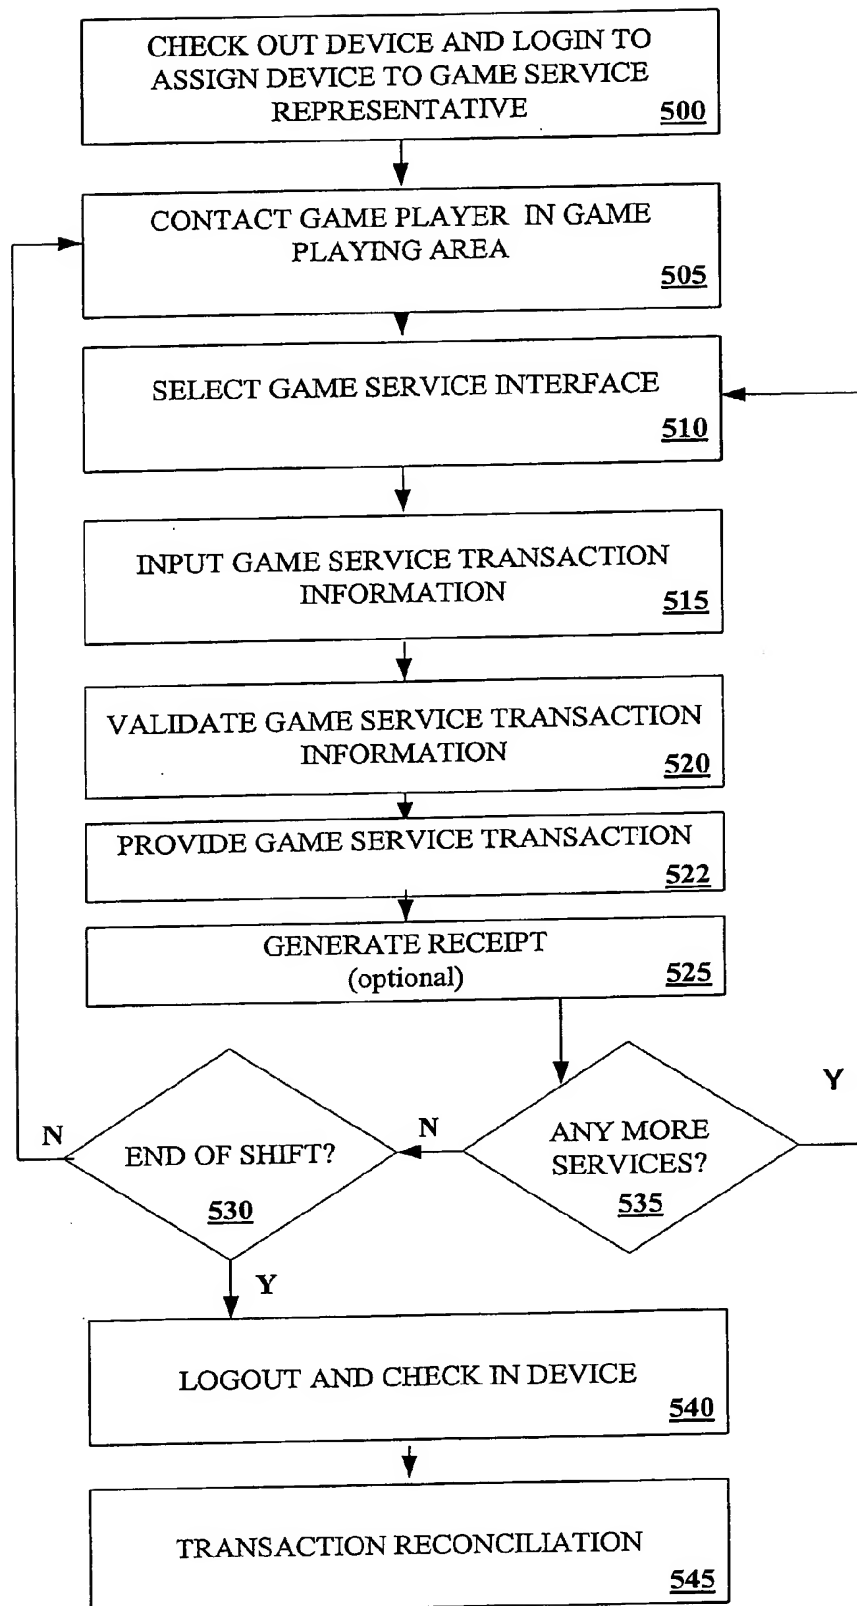 CHECK OUT DEVICE AND LOGIN TO
ASSIGN DEVICE TO GAME SERVICE
REPRESENTATIVE
500
CONTACT GAME PLAYER IN GAME
PLAYING AREA
505
SELECT GAME SERVICE INTERFACE
510
INPUT GAME SERVICE TRANSACTION
INFORMATION
515
VALIDATE GAME SERVICE TRANSACTION
INFORMATION
520
PROVIDE GAME SERVICE TRANSACTION
522
GENERATE RECEIPT
(optional)
525
ANY MORE
SERVICES?
535
Y
N
END OF SHIFT?
530
N
Y
LOGOUT AND CHECK IN DEVICE
540
TRANSACTION RECONCILIATION
545